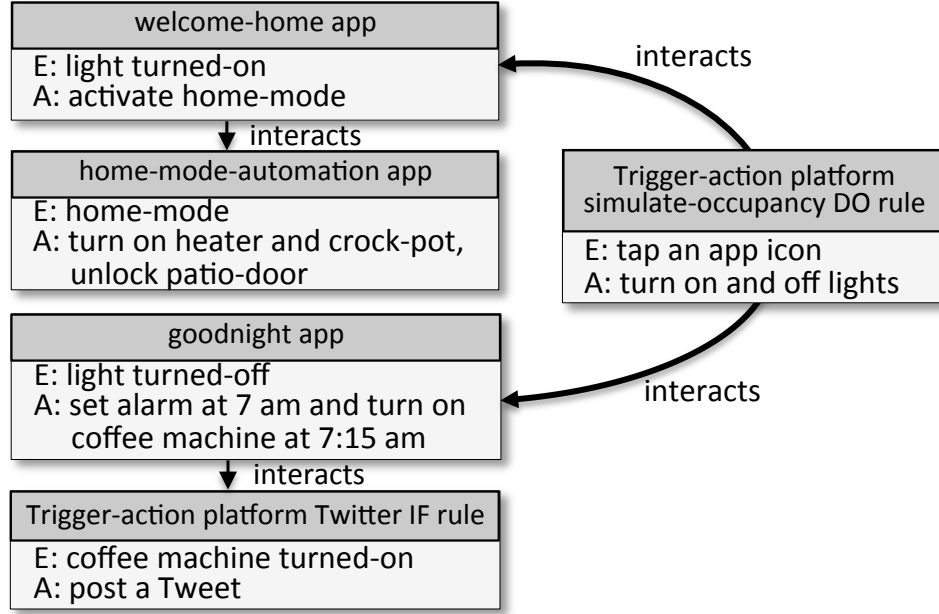 welcome-home app
E: light turned-on
A: activate home-mode
interacts
home-mode-automation app
E: home-mode
A: turn on heater and crock-pot,
unlock patio-door
goodnight app
E: light turned-off
A: set alarm at 7 am and turn on
coffee machine at 7:15 am
interacts
Trigger-action platform Twitter IF rule
E: coffee machine turned-on
A: post a Tweet
interacts
Trigger-action platform
simulate-occupancy DO rule
E: tap an app icon
A: turn on and off lights
interacts